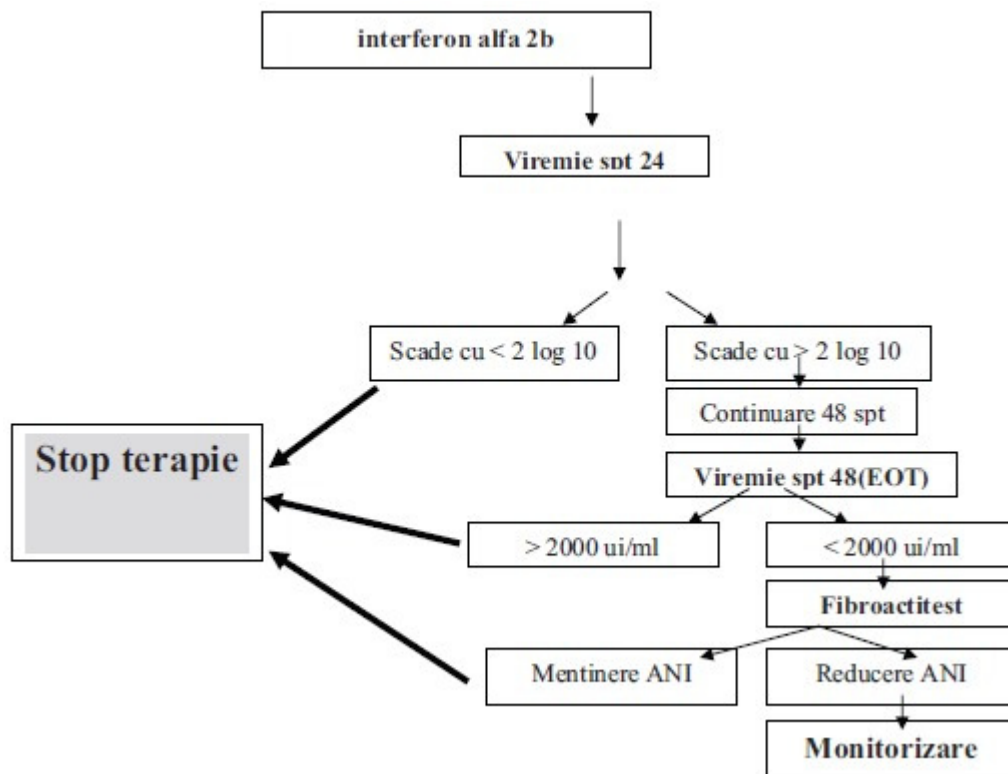 interferon alfa 2b
Viremie spt 24
Scade cu < 2 log 10
Scade cu > 2 log 10
Continuare 48 spt
Stop terapie
Viremie spt 48(EOT)
> 2000 ui/ml
< 2000 ui/ml
Fibroactitest
Mentinere ANI
Reducere ANI
Monitorizare